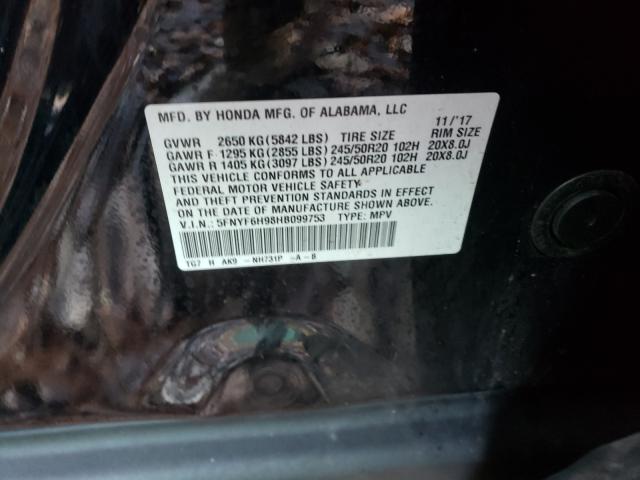 MFD. BY HONDA MFG. OF ALABAMA, LLC 11/'17
GVWR 2650 KG (5842 LBS) TIRE SIZE RIM SIZE
GAWR F 1295 KG (2855 LBS) 245/50R20 102H 20X8.0J
GAWR R 1405 KG (3097 LBS) 245/50R20 102H 20X8.0J
THIS VEHICLE CONFORMS TO ALL APPLICABLE
FEDERAL MOTOR VEHICLE SAFETY
AND THEFT PREVENTION STANDARDS IN EFFECT
ON THE DATE OF MANUFACTURE SHOWN ABOVE.
V.I.N.: 5FNYF6H98HB099753 TYPE: MPV
TG7 H AK9 - NH731P -A-B